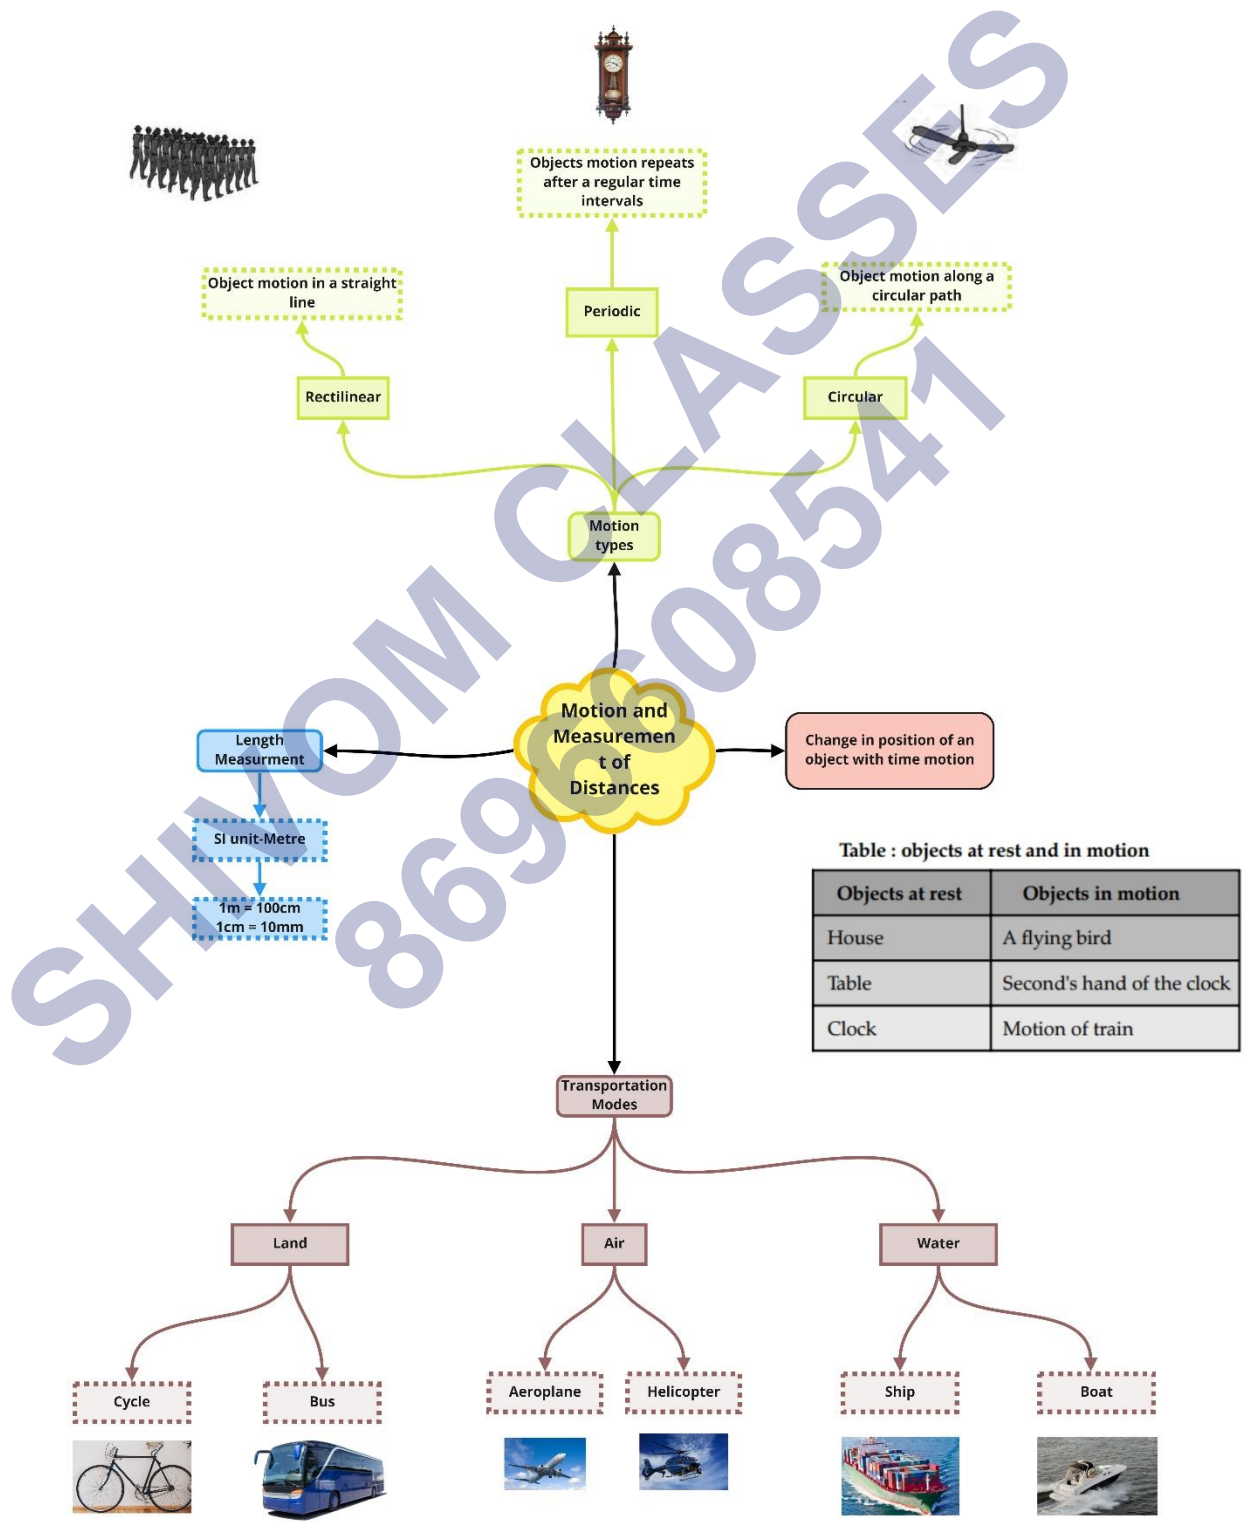 SHIVOM CLASSES
8696608541
Objects motion repeats
after a regular time
intervals
Object motion in a straight
line
Object motion along a
circular path
Periodic
Rectilinear
Circular
Motion
types
Motion and
Measuremen
t of
Distances
Length
Measurment
SI unit-Metre
1m = 100cm
1cm = 10mm
Change in position of an
object with time motion
Table : objects at rest and in motion
Objects at rest Objects in motion
House A flying bird
Table Second's hand of the clock
Clock Motion of train
Transportation
Modes
Land
Air
Water
Cycle
Bus
Aeroplane
Helicopter
Ship
Boat